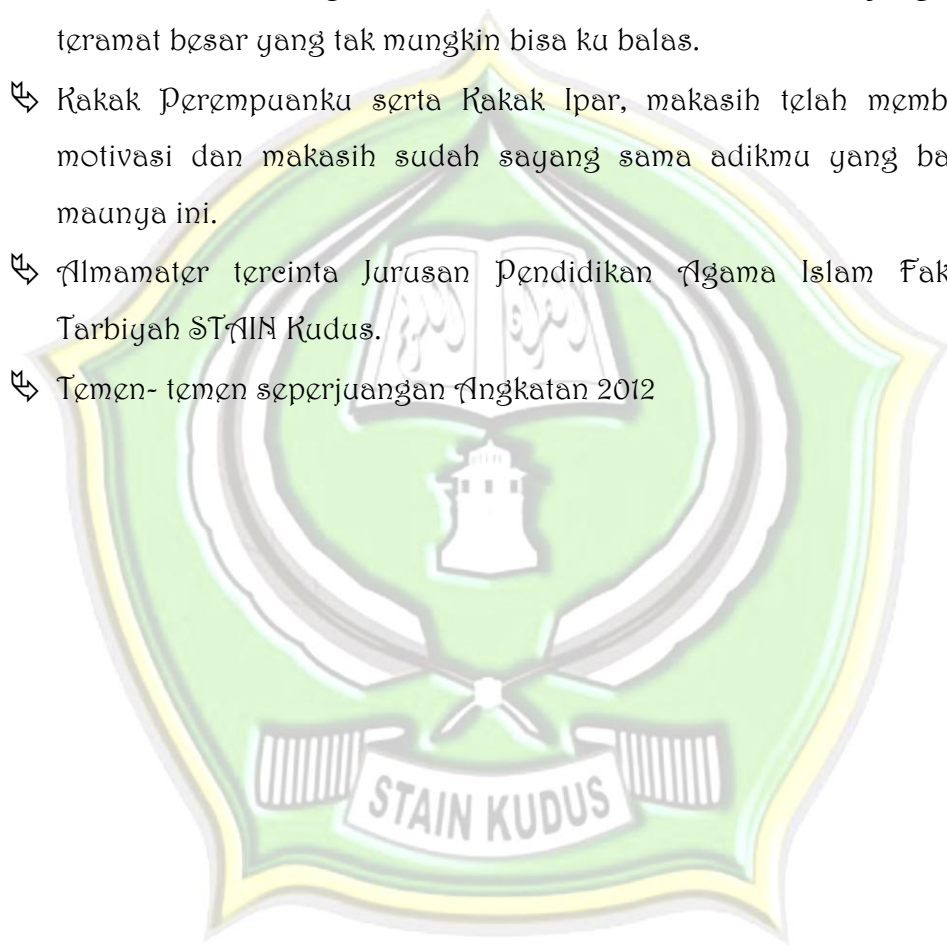 teramat besar yang tak mungkin bisa ku balas.
Kakak Perempuanku serta Kakak Ipar, makasih telah memb
motivasi dan makasih sudah sayang sama adikmu yang ba
maunya ini.
Almamater tercinta Jurusan Pendidikan Agama Islam Fak
Tarbiyah STAIN Kudus.
Temen- temen seperjuangan Angkatan 2012
STAIN KUDUS